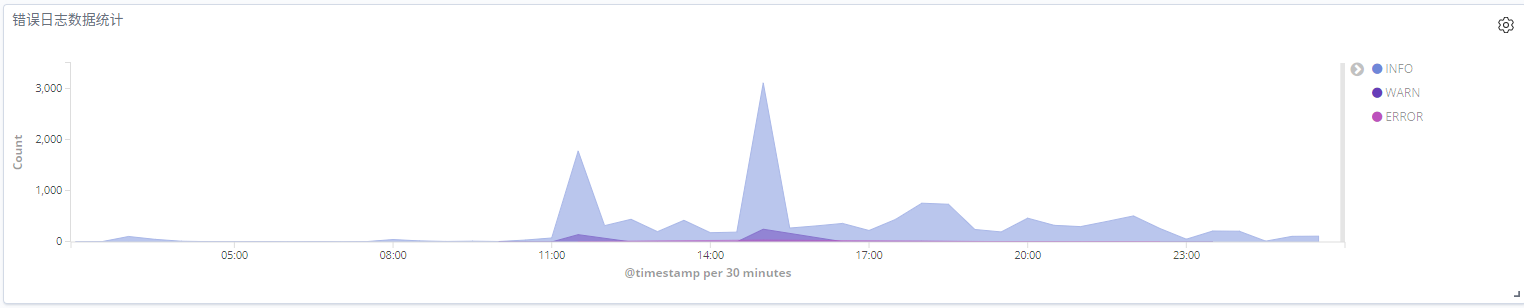 错误日志数据统计
INFO
WARN
ERROR
3,000
2,000
1,000
0
Count
05:00
08:00
11:00
14:00
17:00
20:00
23:00
@timestamp per 30 minutes